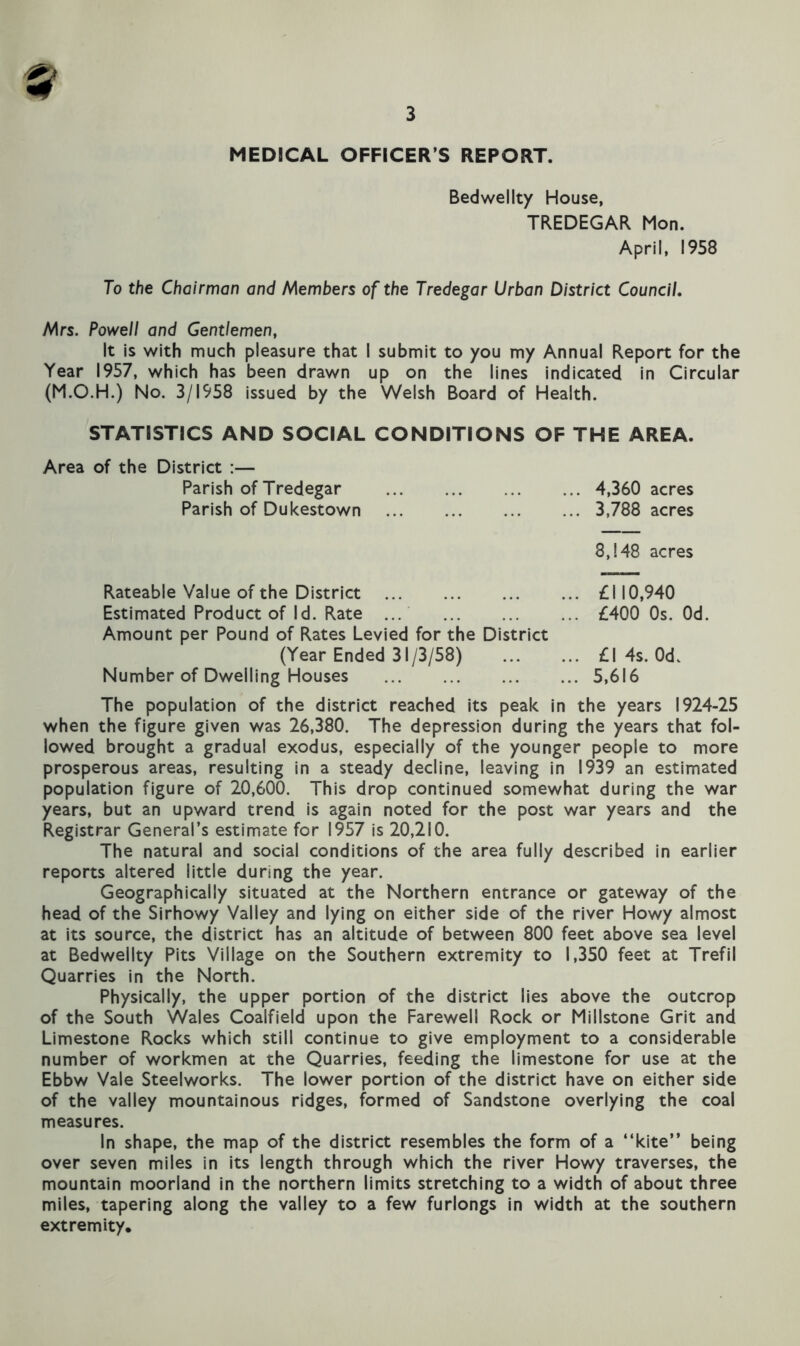 3
MEDICAL OFFICER'S REPORT.
Bedwellty House,
TREDEGAR Mon.
April, 1958
To the Chairman and Members of the Tredegar Urban District Council.
Mrs. Powell and Gentlemen,
It is with much pleasure that I submit to you my Annual Report for the
Year 1957, which has been drawn up on the lines indicated in Circular
(M.O.H.) No. 3/1958 issued by the Welsh Board of Health.
STATISTICS AND SOCIAL CONDITIONS OF THE AREA.
Area of the District :—
Parish of Tredegar ... ... ... ... 4,360 acres
Parish of Dukestown ... ... ... ... 3,788 acres
8,148 acres
Rateable Value of the District ... ... ... ... £110,940
Estimated Product of 1d. Rate ... ... ... ... £400 0s. 0d.
Amount per Pound of Rates Levied for the District
(Year Ended 31/3/58) ... ... £1 4s. 0d.
Number of Dwelling Houses ... ... ... ... 5,616
The population of the district reached its peak in the years 1924-25
when the figure given was 26,380. The depression during the years that fol-
lowed brought a gradual exodus, especially of the younger people to more
prosperous areas, resulting in a steady decline, leaving in 1939 an estimated
population figure of 20,600. This drop continued somewhat during the war
years, but an upward trend is again noted for the post war years and the
Registrar General's estimate for 1957 is 20,210.
The natural and social conditions of the area fully described in earlier
reports altered little during the year.
Geographically situated at the Northern entrance or gateway of the
head of the Sirhowy Valley and lying on either side of the river Howy almost
at its source, the district has an altitude of between 800 feet above sea level
at Bedwellty Pits Village on the Southern extremity to 1,350 feet at Trefil
Quarries in the North.
Physically, the upper portion of the district lies above the outcrop
of the South Wales Coalfield upon the Farewell Rock or Millstone Grit and
Limestone Rocks which still continue to give employment to a considerable
number of workmen at the Quarries, feeding the limestone for use at the
Ebbw Vale Steelworks. The lower portion of the district have on either side
of the valley mountainous ridges, formed of Sandstone overlying the coal
measures.
In shape, the map of the district resembles the form of a "kite" being
over seven miles in its length through which the river Howy traverses, the
mountain moorland in the northern limits stretching to a width of about three
miles, tapering along the valley to a few furlongs in width at the southern
extremity.